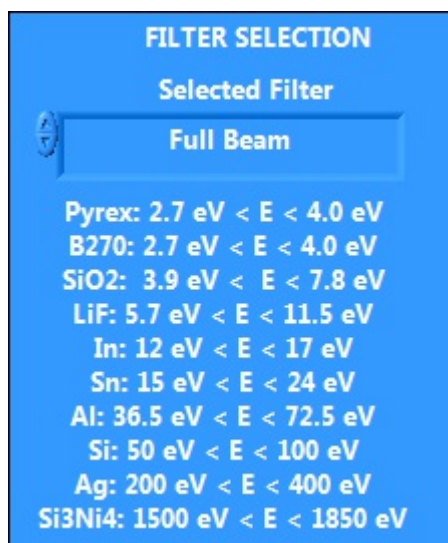 FILTER SELECTION
Selected Filter
Full Beam
Pyrex: 2.7 eV < E < 4.0 eV
B270: 2.7 eV < E < 4.0 eV
SiO2:  3.9 eV <  E < 7.8 eV
LiF: 5.7 eV < E < 11.5 eV
In: 12 eV < E < 17 eV
Sn: 15 eV < E < 24 eV
Al: 36.5 eV < E < 72.5 eV
Si: 50 eV < E < 100 eV
Ag: 200 eV < E < 400 eV
Si3Ni4: 1500 eV < E < 1850 eV